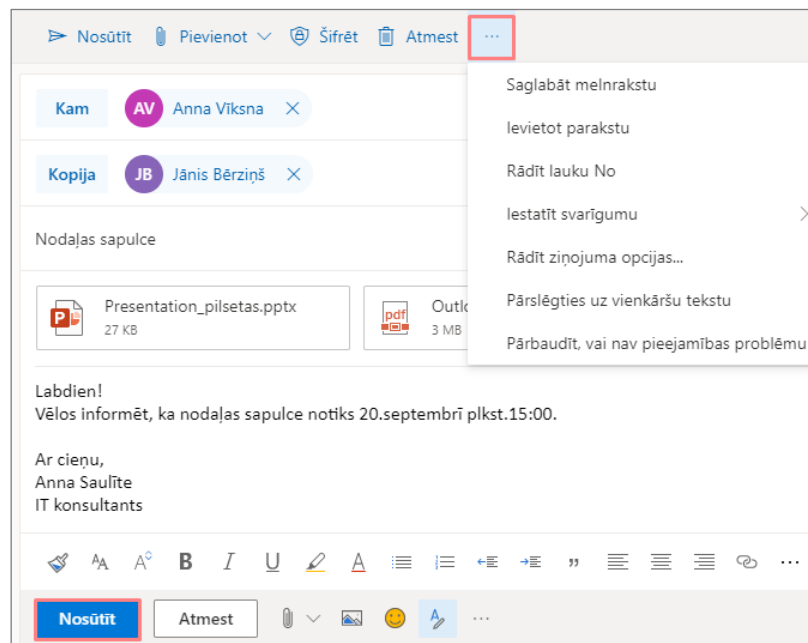 Nosūtīt Pievienot Šifrēt Atmest ...
Saglabāt melnrakstu
Ievietot parakstu
Rādīt lauku No
Iestatīt svarīgumu
Rādīt ziņojuma opcijas...
Pārslēgties uz vienkāršu tekstu
Pārbaudīt, vai nav pieejamības problēmu
Kam AV Anna Vīksna
Kopija JB Jānis Bērziņš
Nodaļas sapulce
Presentation_pilsetas.pptx
27 KB
pdf
3 MB
Labdien!
Vēlos informēt, ka nodaļas sapulce notiks 20.septembrī plkst.15:00.
Ar cieņu,
Anna Saulīte
IT konsultants
Nosūtīt Atmest